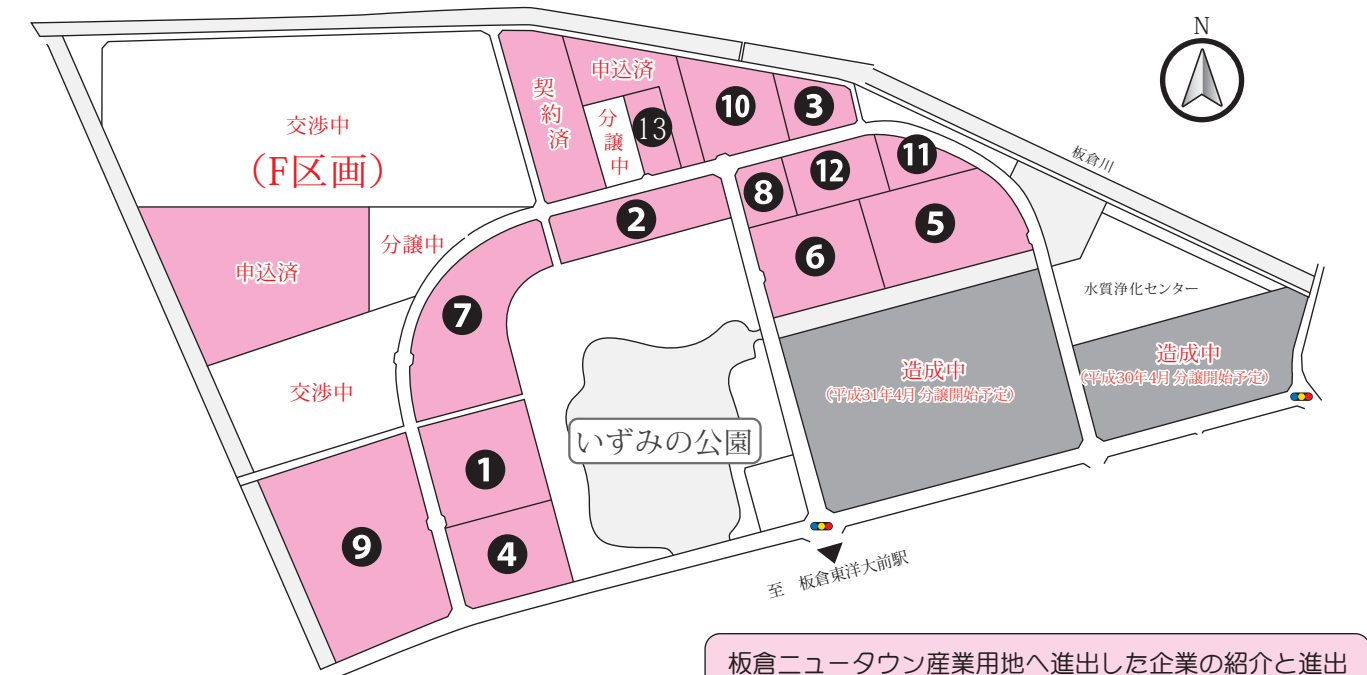 N
申込済
契約済
分譲中
13
10
3
交渉中
(F区画)
板倉川
11
12
8
2
5
6
分譲中
申込済
7
水質浄化センター
造成中
(平成31年4月 分譲開始予定)
造成中
(平成30年4月 分譲開始予定)
交渉中
いずみの公園
1
9
4
至　板倉東洋大前駅
板倉ニュータウン産業用地へ進出した企業の紹介と進出